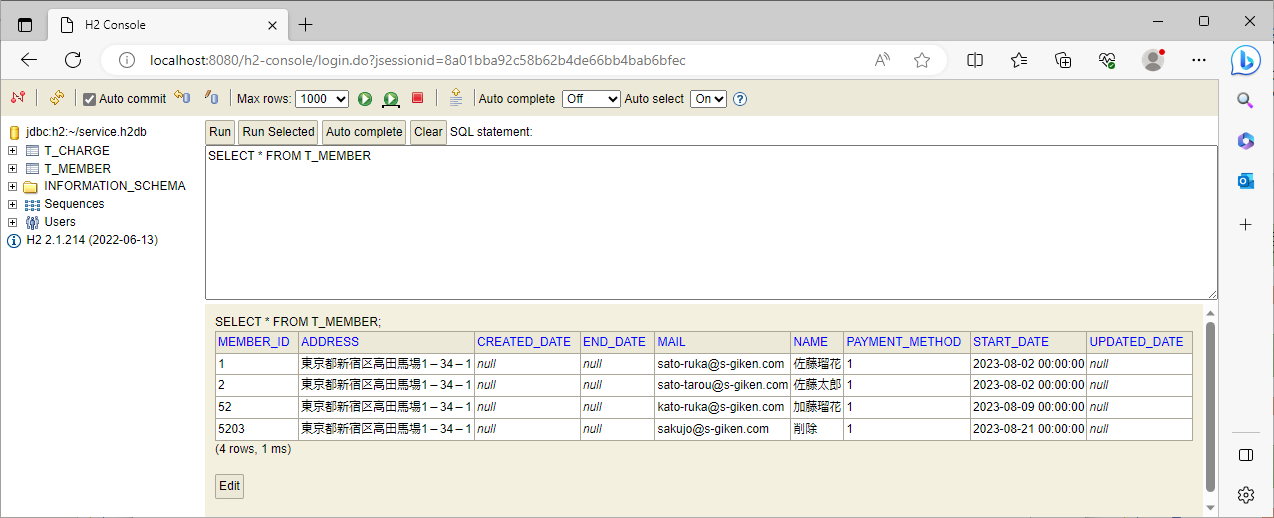 H2 Console
localhost:8080/h2-console/login.do?jsessionid=8a01bba92c58b62b4de66bb4bab6bfec
Auto commit Max rows: 1000 Auto complete Off Auto select On
jdbc:h2:~/service.h2db
T_CHARGE
T_MEMBER
INFORMATION_SCHEMA
Sequences
Users
H2 2.1.214 (2022-06-13)
Run Run Selected Auto complete Clear SQL statement:
SELECT * FROM T_MEMBER
SELECT * FROM T_MEMBER;
MEMBER_ID ADDRESS CREATED_DATE END_DATE MAIL NAME PAYMENT_METHOD START_DATE UPDATED_DATE
1 東京都新宿区高田馬場1−34−1 null null sato-ruka@s-giken.com 佐藤瑠花 1 2023-08-02 00:00:00 null
2 東京都新宿区高田馬場1−34−1 null null sato-tarou@s-giken.com 佐藤太郎 1 2023-08-02 00:00:00 null
52 東京都新宿区高田馬場1−34−1 null null kato-ruka@s-giken.com 加藤瑠花 1 2023-08-09 00:00:00 null
5203 東京都新宿区高田馬場1−34−1 null null sakujo@s-giken.com 削除 1 2023-08-21 00:00:00 null
(4 rows, 1 ms)
Edit